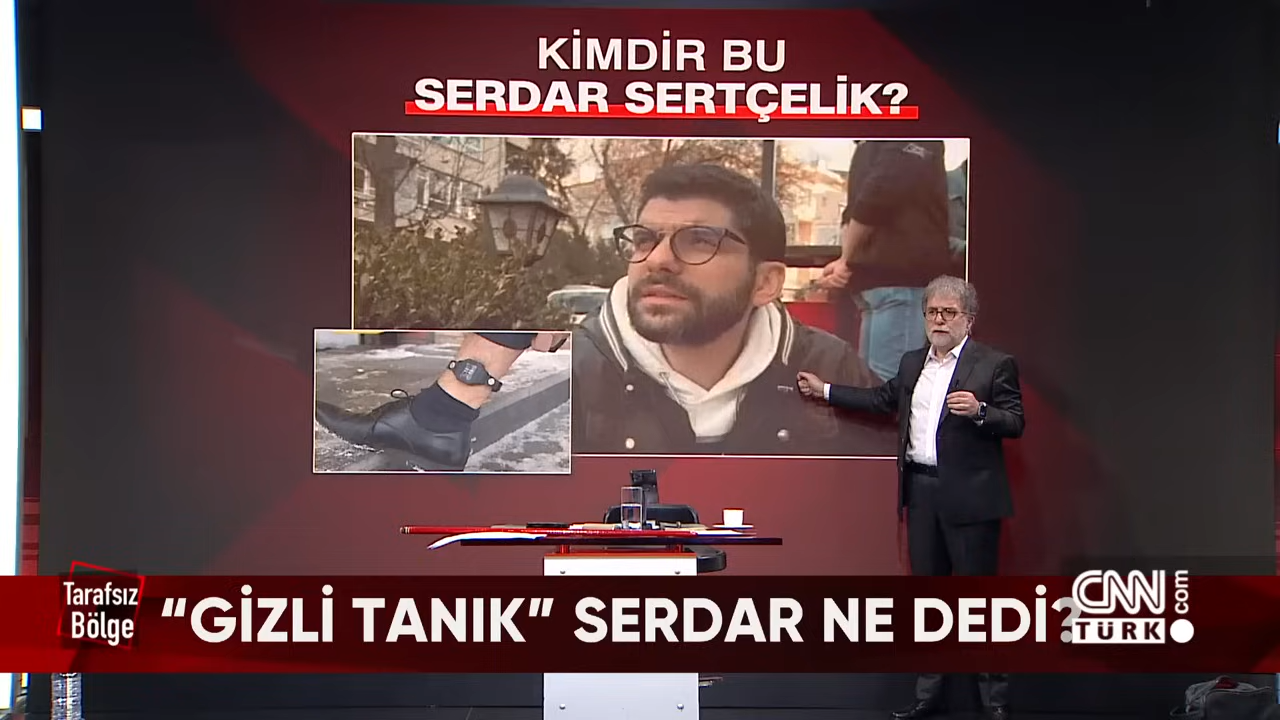 KİMDİR BU
SERDAR SERTÇELİK?
Tarafsız
Bölge
“GİZLİ TANIK” SERDAR NE DEDİ?
CNN
TÜRK
.com